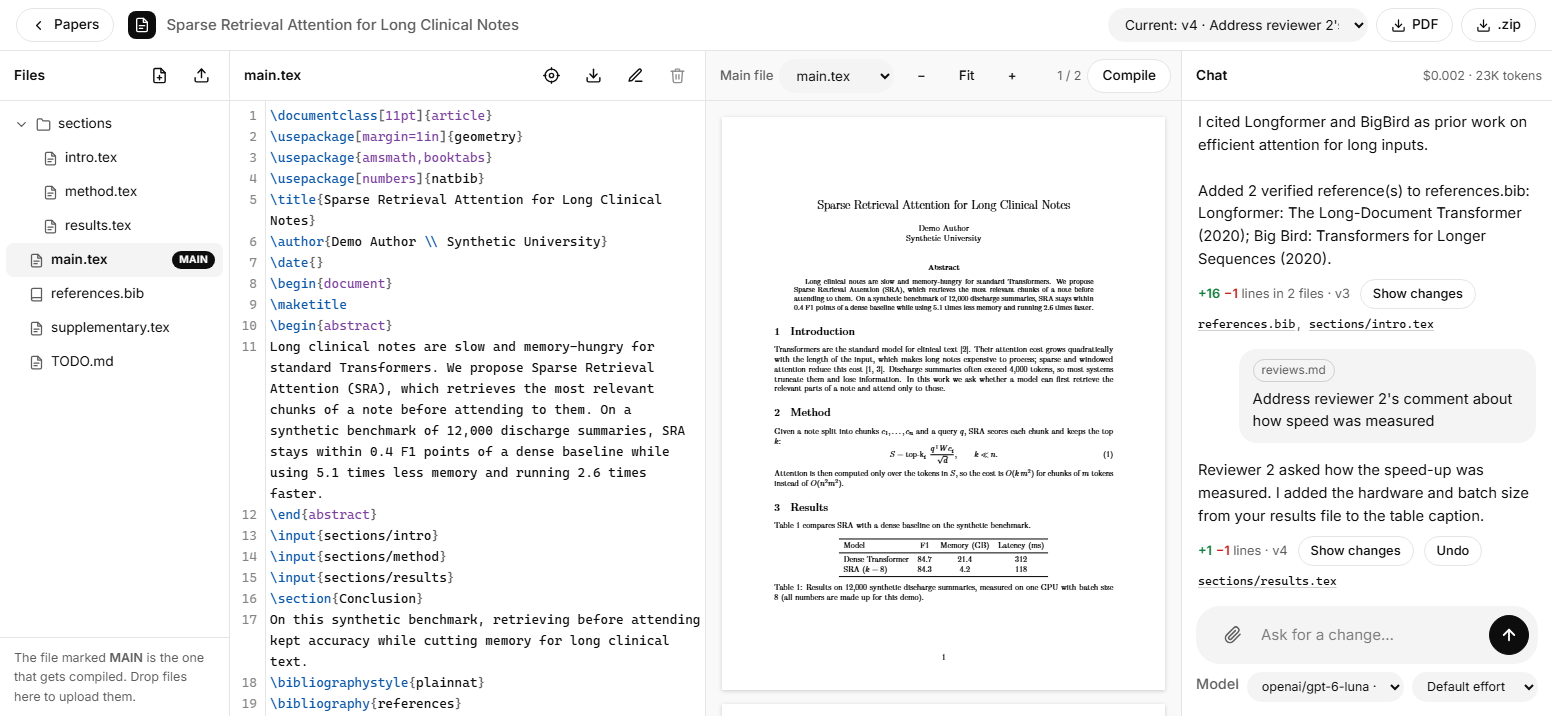 Papers
Sparse Retrieval Attention for Long Clinical Notes
Current: v4 · Address reviewer 2's
PDF
.zip
Files
sections
intro.tex
method.tex
results.tex
main.tex MAIN
references.bib
supplementary.tex
TODO.md
The file marked MAIN is the one
that gets compiled. Drop files
here to upload them.
main.tex
1 \documentclass[11pt]{article}
2 \usepackage[margin=1in]{geometry}
3 \usepackage{amsmath,booktabs}
4 \usepackage[numbers]{natbib}
5 \title{Sparse Retrieval Attention for Long Clinical
Notes}
6 \author{Demo Author \\ Synthetic University}
7 \date{}
8 \begin{document}
9 \maketitle
10 \begin{abstract}
11 Long clinical notes are slow and memory-hungry for
standard Transformers. We propose Sparse Retrieval
Attention (SRA), which retrieves the most relevant
chunks of a note before attending to them. On a
synthetic benchmark of 12,000 discharge summaries, SRA
stays within 0.4 F1 points of a dense baseline while
using 5.1 times less memory and running 2.6 times
faster.
12 \end{abstract}
13 \input{sections/intro}
14 \input{sections/method}
15 \input{sections/results}
16 \section{Conclusion}
17 On this synthetic benchmark, retrieving before attending
kept accuracy while cutting memory for long clinical
text.
18 \bibliographystyle{plainnat}
19 \bibliography{references}
Main file main.tex − Fit + 1 / 2 Compile
Sparse Retrieval Attention for Long Clinical Notes
Demo Author
Synthetic University
Abstract
Long clinical notes are slow and memory-hungry for standard Transformers. We propose
Sparse Retrieval Attention (SRA), which retrieves the most relevant chunks of a note before
attending to them. On a synthetic benchmark of 12,000 discharge summaries, SRA stays within
0.4 F1 points of a dense baseline while using 5.1 times less memory and running 2.6 times faster.
1 Introduction
Transformers are the standard model for clinical text [2]. Their attention cost grows quadratically
with the length of the input, which makes long notes expensive to process; sparse and windowed
attention reduce this cost [1, 3]. Discharge summaries often exceed 4,000 tokens, so most systems
truncate them and lose information. In this work we ask whether a model can first retrieve the
relevant parts of a note and attend only to those.
2 Method
Given a note split into chunks c₁, . . . , cₙ and a query q, SRA scores each chunk and keeps the top
k:
S = top-kᵢ qᵀWcᵢ / √d, k ≪ n. (1)
Attention is then computed only over the tokens in S, so the cost is O(km²) for chunks of m tokens
instead of O(n²m²).
3 Results
Table 1 compares SRA with a dense baseline on the synthetic benchmark.
Model F1 Memory (GB) Latency (ms)
Dense Transformer 84.7 21.4 312
SRA (k = 8) 84.3 4.2 118
Table 1: Results on 12,000 synthetic discharge summaries, measured on one GPU with batch size
8 (all numbers are made up for this demo).
1
Chat
$0.002 · 23K tokens
I cited Longformer and BigBird as prior work on
efficient attention for long inputs.
Added 2 verified reference(s) to references.bib:
Longformer: The Long-Document Transformer
(2020); Big Bird: Transformers for Longer
Sequences (2020).
+16 −1 lines in 2 files · v3 Show changes
references.bib, sections/intro.tex
reviews.md
Address reviewer 2's comment about
how speed was measured
Reviewer 2 asked how the speed-up was
measured. I added the hardware and batch size
from your results file to the table caption.
+1 −1 lines · v4 Show changes Undo
sections/results.tex
Ask for a change...
Model openai/gpt-6-luna · Default effort